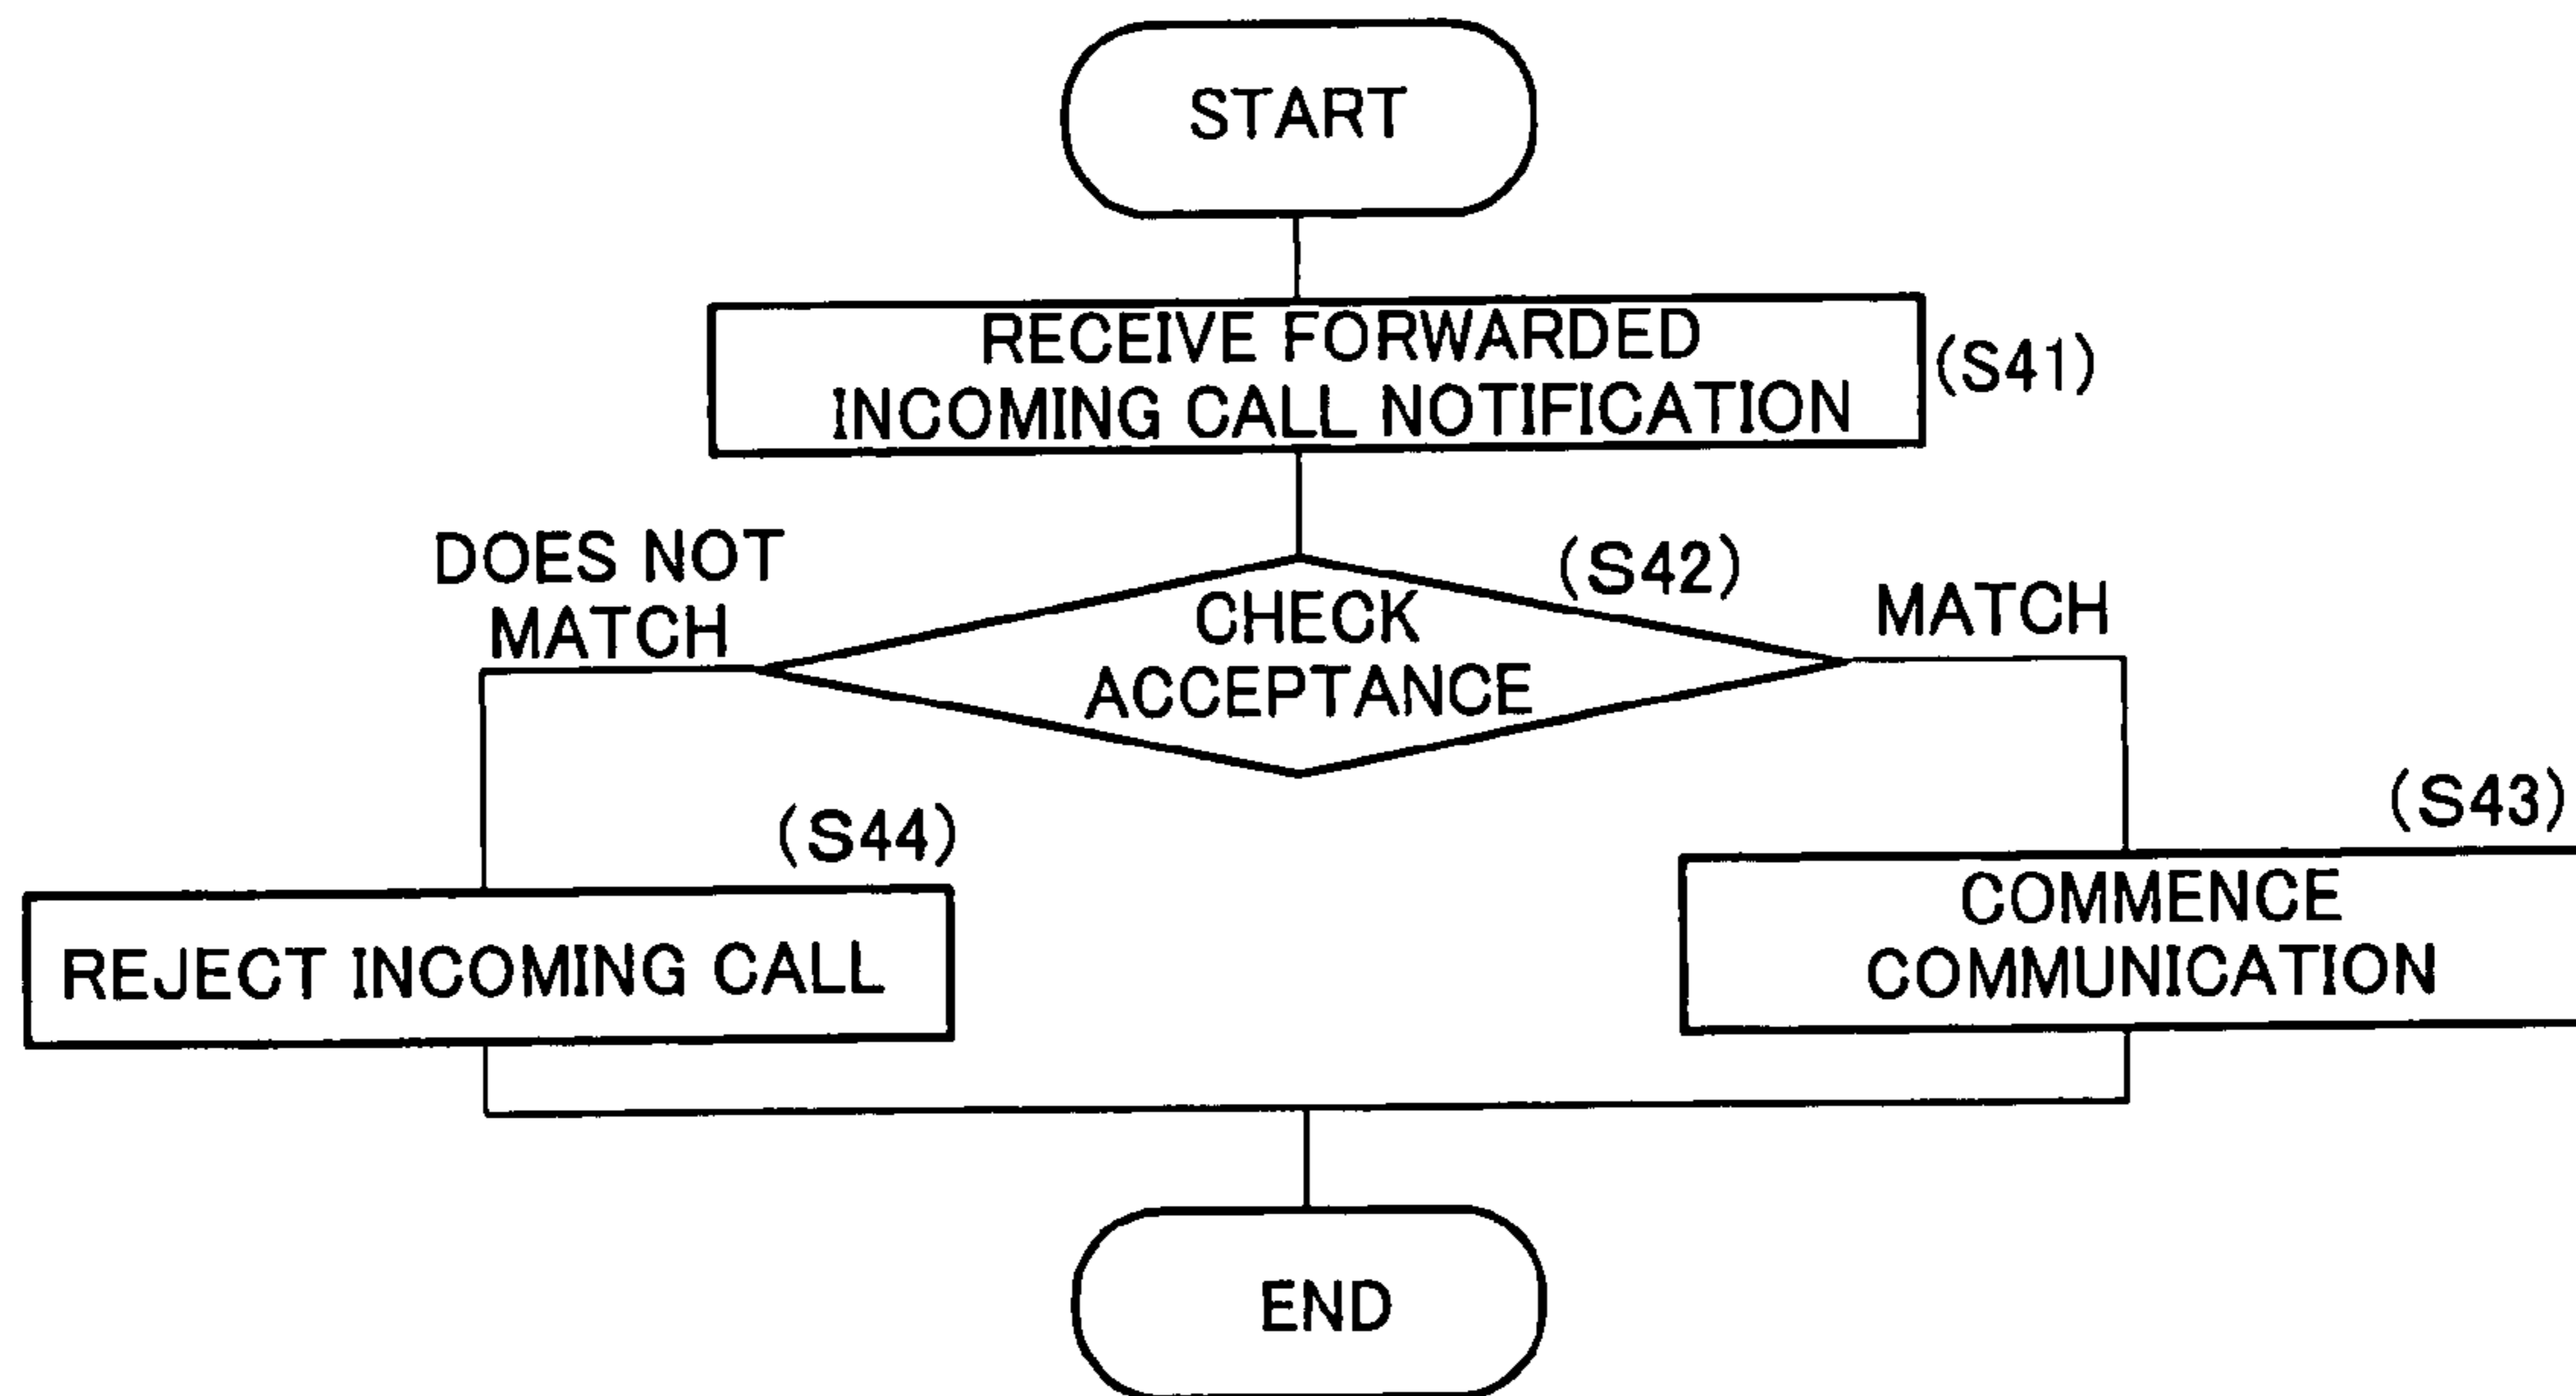 START
RECEIVE FORWARDED
INCOMING CALL NOTIFICATION
(S41)
DOES NOT
MATCH
(S42)
CHECK
ACCEPTANCE
MATCH
(S44)
REJECT INCOMING CALL
(S43)
COMMENCE
COMMUNICATION
END